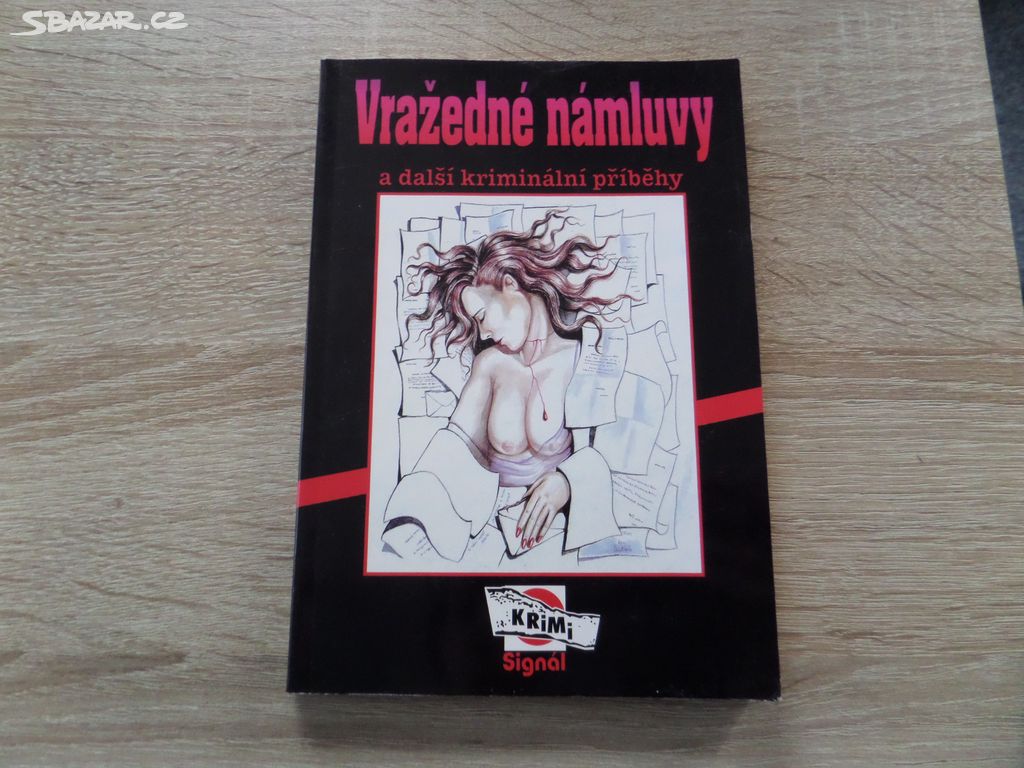 SBAZAR.CZ
Vražedné námluvy
a další kriminální příběhy
KRiMi
Signál